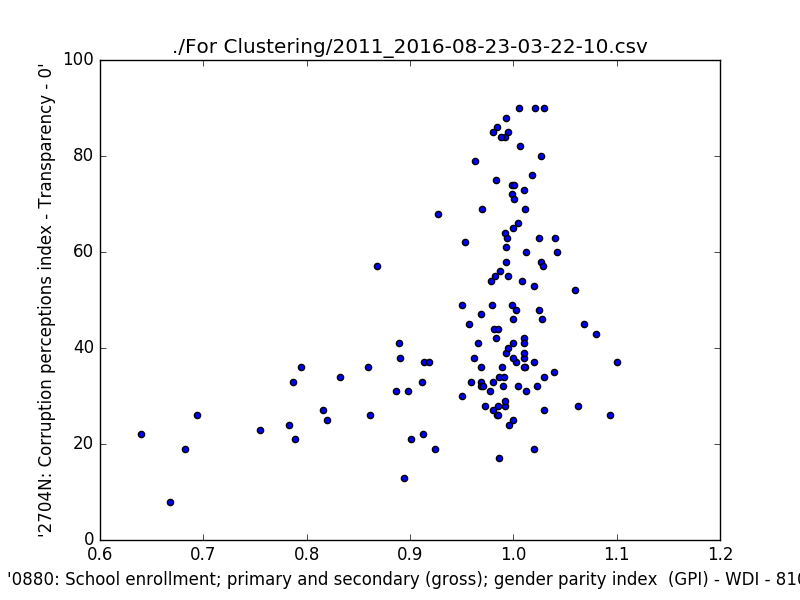 ./For Clustering/2011_2016-08-23-03-22-10.csv
'2704N: Corruption perceptions index - Transparency - 0'
100
80
60
40
20
0
0.6 0.7 0.8 0.9 1.0 1.1 1.2
'0880: School enrollment; primary and secondary (gross); gender parity index (GPI) - WDI - 810